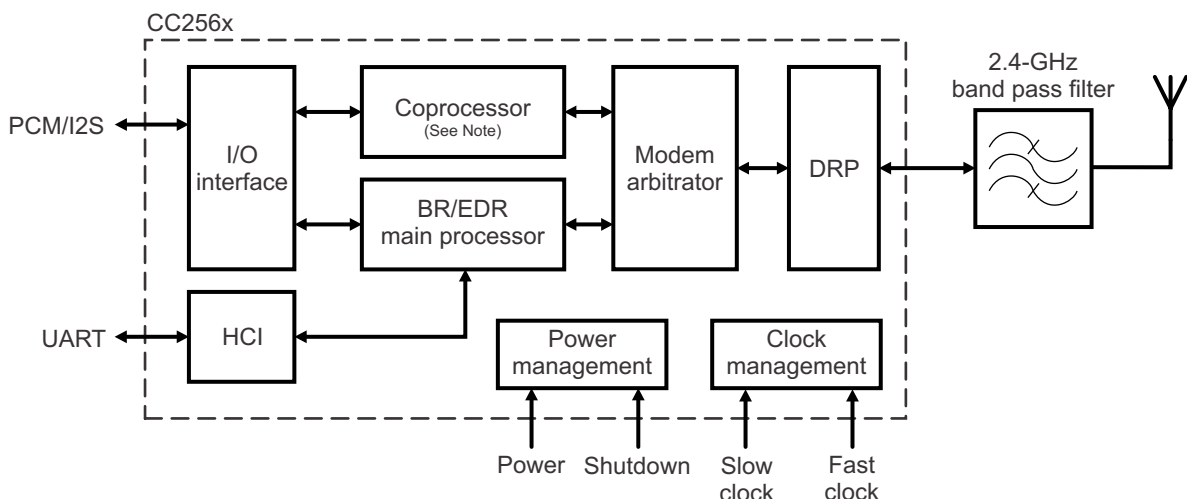 CC256x
2.4-GHz
band pass filter
PCM/I2S
I/O
interface
Coprocessor
(See Note)
BR/EDR
main processor
Modem
arbitrator
DRP
UART
HCI
Power
management
Clock
management
Power
Shutdown
Slow
clock
Fast
clock